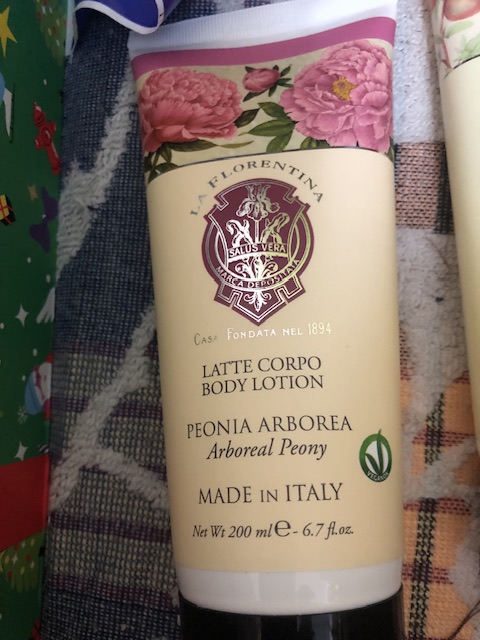 LA FLORENTINA
SALUS VERA
MARCA DEPOSITATA
CASA FONDATA NEL 1894
LATTE CORPO
BODY LOTION
PEONIA ARBOREA
Arboreal Peony
MADE IN ITALY
Net Wt 200 ml e - 6.7 fl.oz.